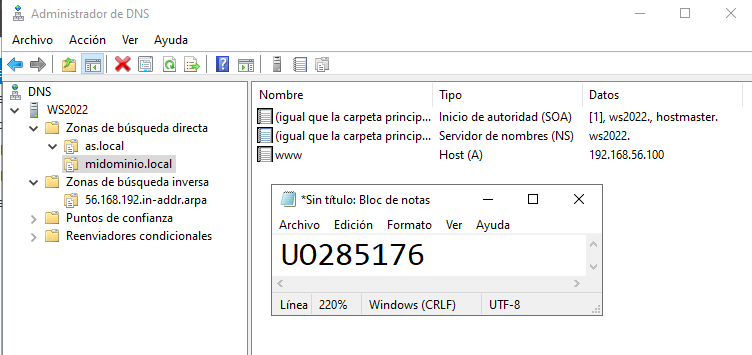 Administrador de DNS
Archivo Acción Ver Ayuda
DNS
WS2022
Zonas de búsqueda directa
as.local
midominio.local
Zonas de búsqueda inversa
56.168.192.in-addr.arpa
Puntos de confianza
Reenviadores condicionales
Nombre Tipo Datos
(igual que la carpeta princip... Inicio de autoridad (SOA) [1], ws2022., hostmaster.
(igual que la carpeta princip... Servidor de nombres (NS) ws2022.
www Host (A) 192.168.56.100
*Sin título: Bloc de notas
Archivo Edición Formato Ver Ayuda
UO285176
Línea 220% Windows (CRLF) UTF-8